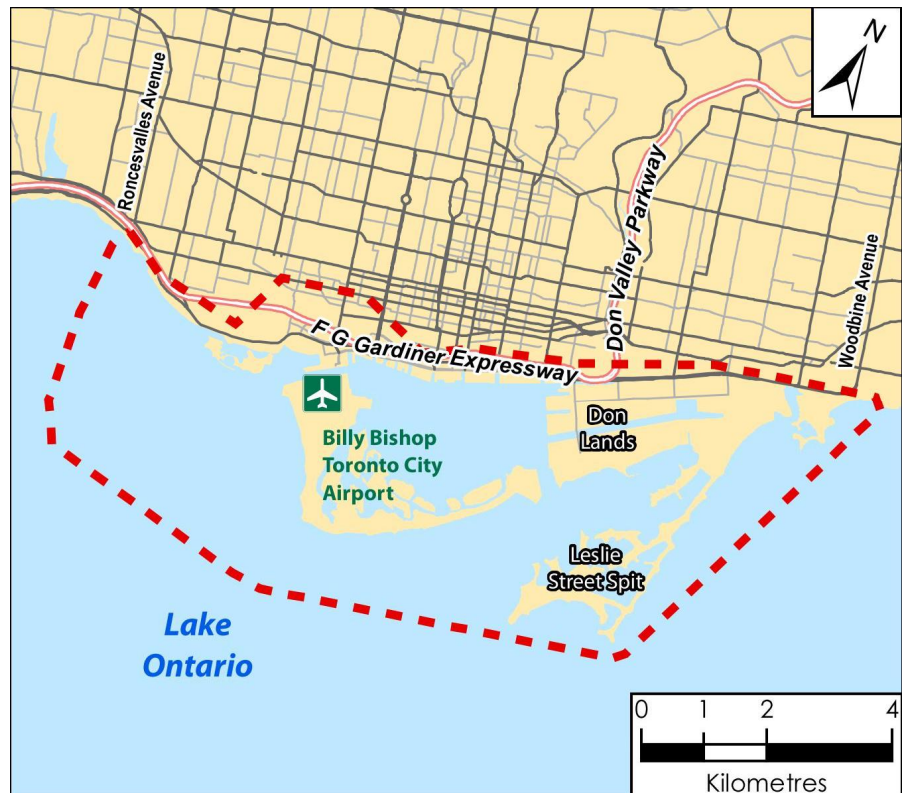 N
Roncesvalles Avenue
Don Valley Parkway
Woodbine Avenue
F G Gardiner Expressway
Billy Bishop
Toronto City
Airport
Don
Lands
Leslie
Street Spit
Lake
Ontario
0 1 2 4
Kilometres